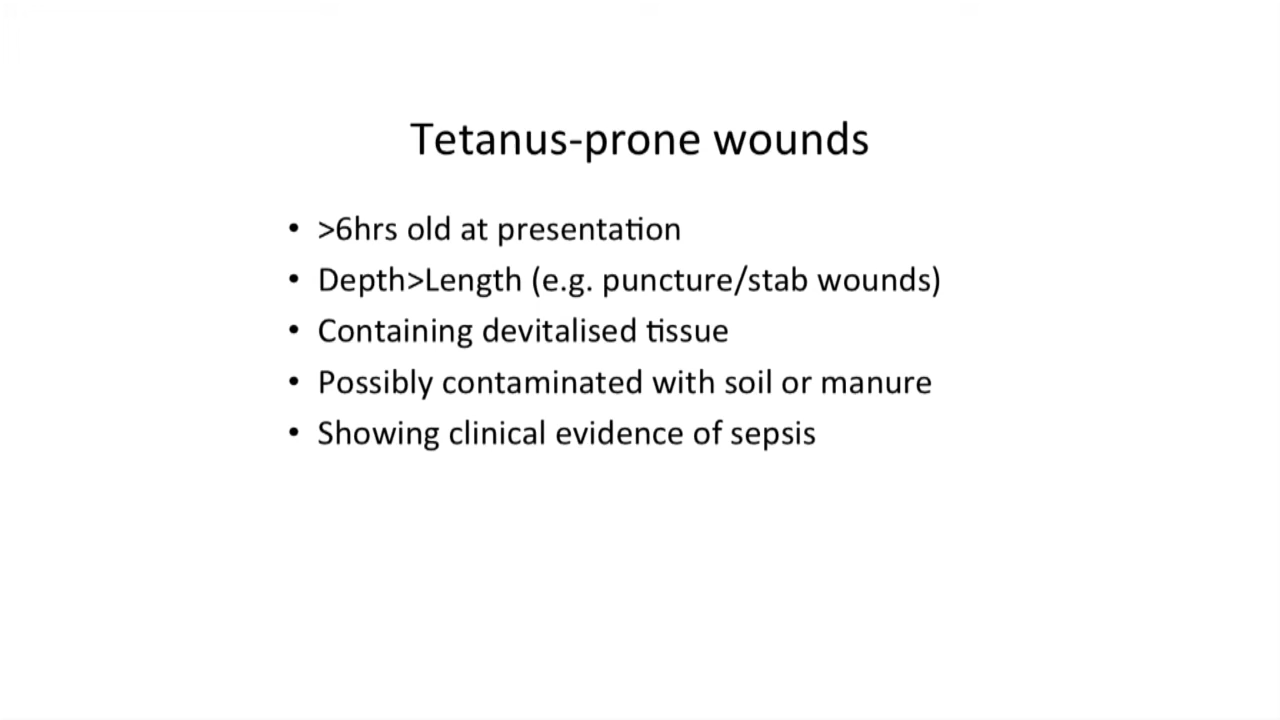 Tetanus-prone wounds
• >6hrs old at presentation
• Depth>Length (e.g. puncture/stab wounds)
• Containing devitalised tissue
• Possibly contaminated with soil or manure
• Showing clinical evidence of sepsis